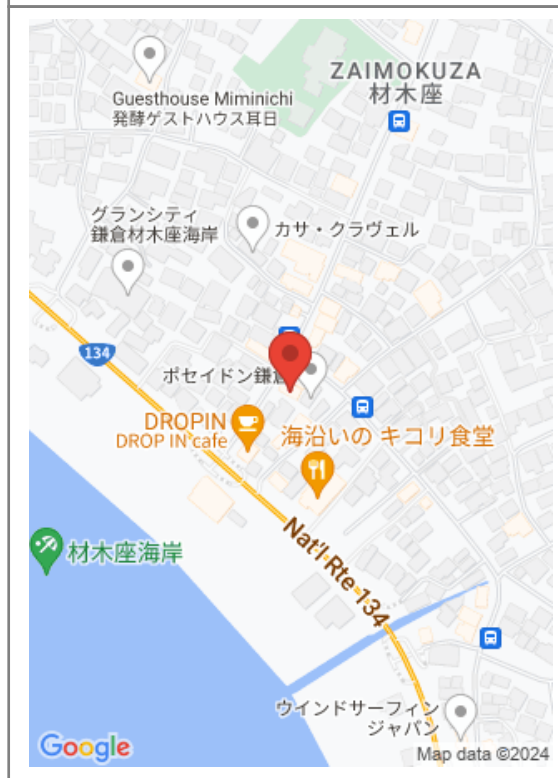 ZAIMOKUZA
材木座
Guesthouse Miminichi
発酵ゲストハウス耳日
グランシティ
鎌倉材木座海岸
カサ・クラヴェル
134
ポセイドン鎌倉
DROPIN
DROP IN cafe
海沿いの キコリ食堂
Nat'l Rte 134
材木座海岸
ウインドサーフィン
ジャパン
Google
Map data ©2024